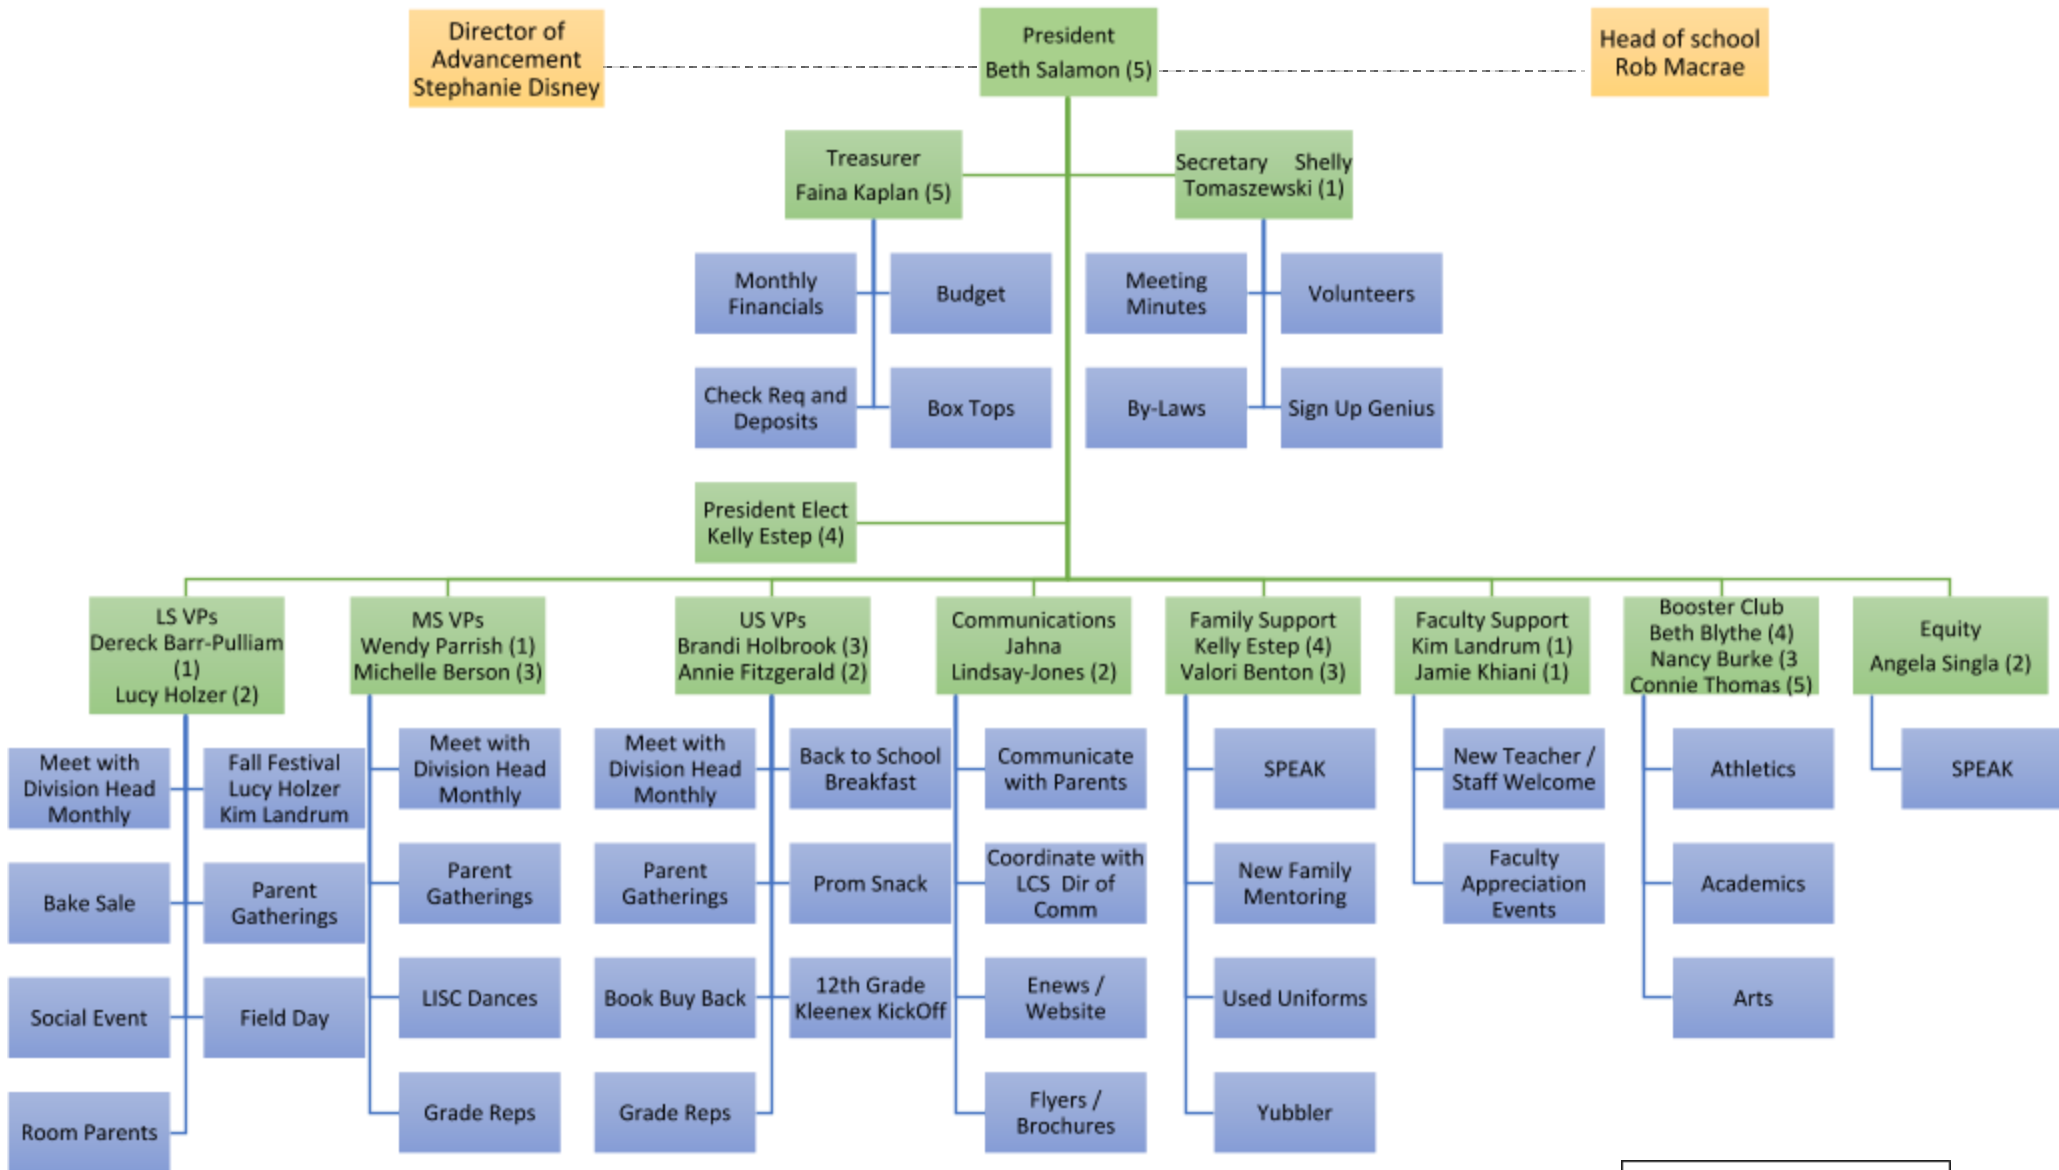 Director of
Advancement
Stephanie Disney
President
Beth Salamon (5)
Head of school
Rob Macrae
Treasurer
Faina Kaplan (5)
Secretary Shelly
Tomaszewski (1)
Monthly
Financials
Budget
Meeting
Minutes
Volunteers
Check Req and
Deposits
Box Tops
By-Laws
Sign Up Genius
President Elect
Kelly Estep (4)
LS VPs
Dereck Barr-Pulliam
(1)
Lucy Holzer (2)
MS VPs
Wendy Parrish (1)
Michelle Berson (3)
US VPs
Brandi Holbrook (3)
Annie Fitzgerald (2)
Communications
Jahna
Lindsay-Jones (2)
Family Support
Kelly Estep (4)
Valori Benton (3)
Faculty Support
Kim Landrum (1)
Jamie Khiani (1)
Booster Club
Beth Blythe (4)
Nancy Burke (3
Connie Thomas (5)
Equity
Angela Singla (2)
Meet with
Division Head
Monthly
Fall Festival
Lucy Holzer
Kim Landrum
Bake Sale
Parent
Gatherings
Social Event
Field Day
Room Parents
Meet with
Division Head
Monthly
Parent
Gatherings
LISC Dances
Grade Reps
Meet with
Division Head
Monthly
Back to School
Breakfast
Parent
Gatherings
Prom Snack
Book Buy Back
12th Grade
Kleenex KickOff
Grade Reps
Communicate
with Parents
Coordinate with
LCS Dir of
Comm
Enews /
Website
Flyers /
Brochures
SPEAK
New Family
Mentoring
Used Uniforms
Yubbler
New Teacher /
Staff Welcome
Faculty
Appreciation
Events
Athletics
Academics
Arts
SPEAK